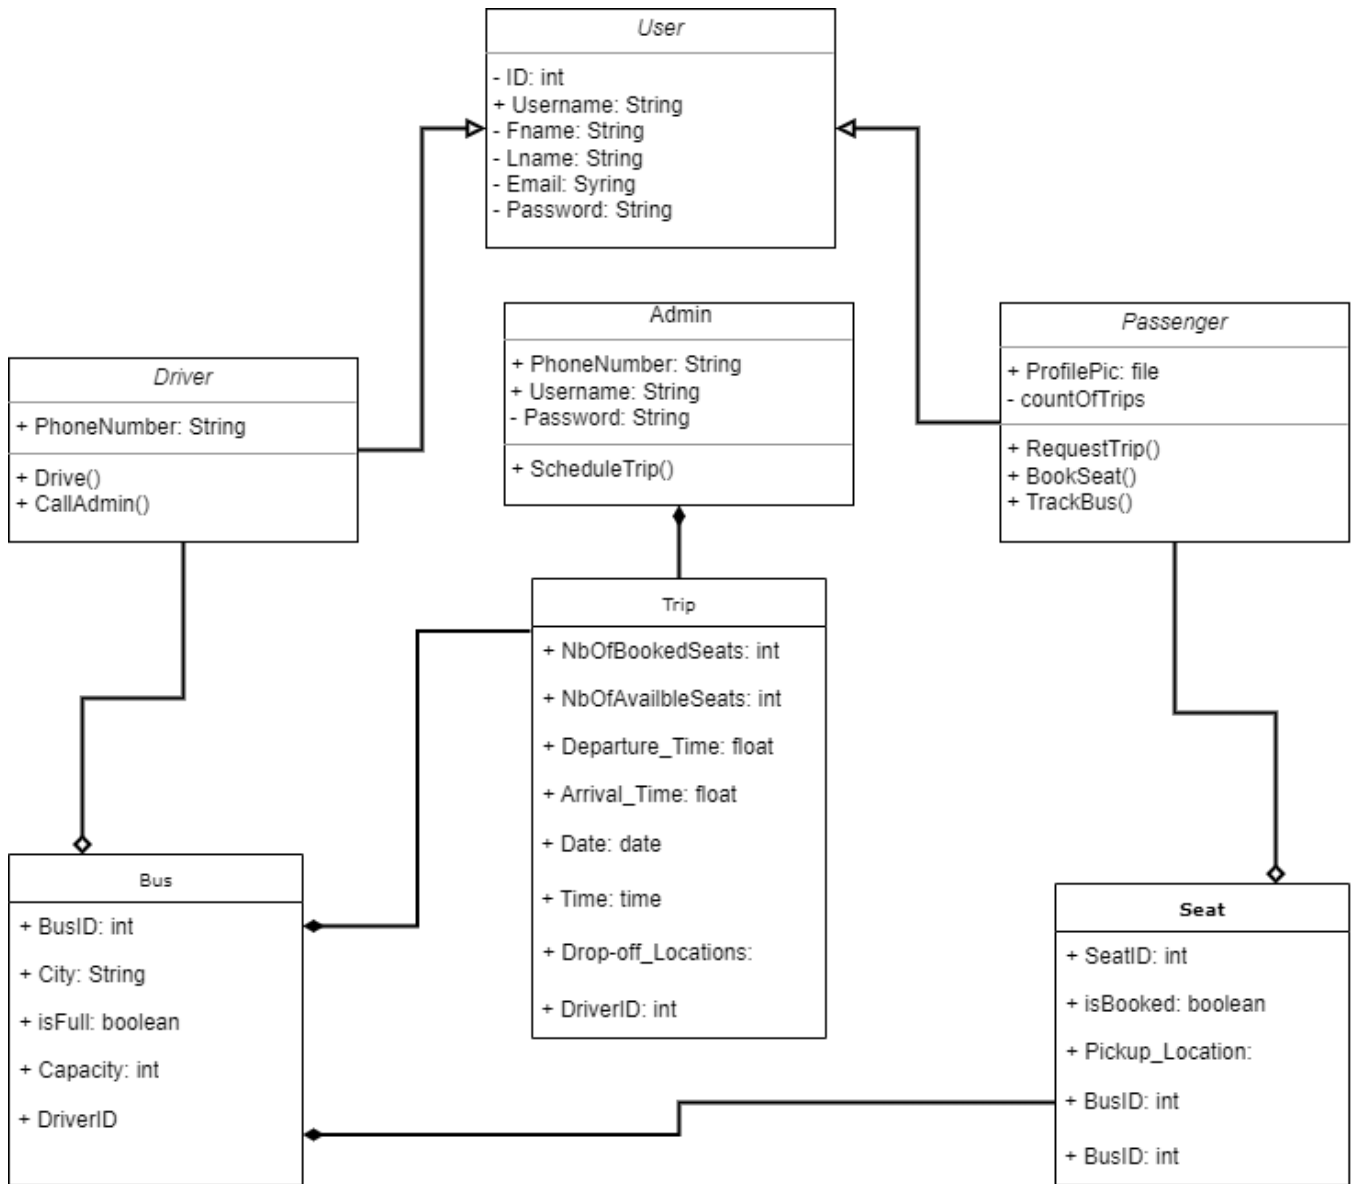 User
- ID: int
+ Username: String
- Fname: String
- Lname: String
- Email: Syring
- Password: String
Admin
+ PhoneNumber: String
+ Username: String
- Password: String
+ ScheduleTrip()
Passenger
+ ProfilePic: file
- countOfTrips
+ RequestTrip()
+ BookSeat()
+ TrackBus()
Driver
+ PhoneNumber: String
+ Drive()
+ CallAdmin()
Trip
+ NbOfBookedSeats: int
+ NbOfAvailbleSeats: int
+ Departure_Time: float
+ Arrival_Time: float
+ Date: date
+ Time: time
+ Drop-off_Locations:
+ DriverID: int
Bus
+ BusID: int
+ City: String
+ isFull: boolean
+ Capacity: int
+ DriverID
Seat
+ SeatID: int
+ isBooked: boolean
+ Pickup_Location:
+ BusID: int
+ BusID: int